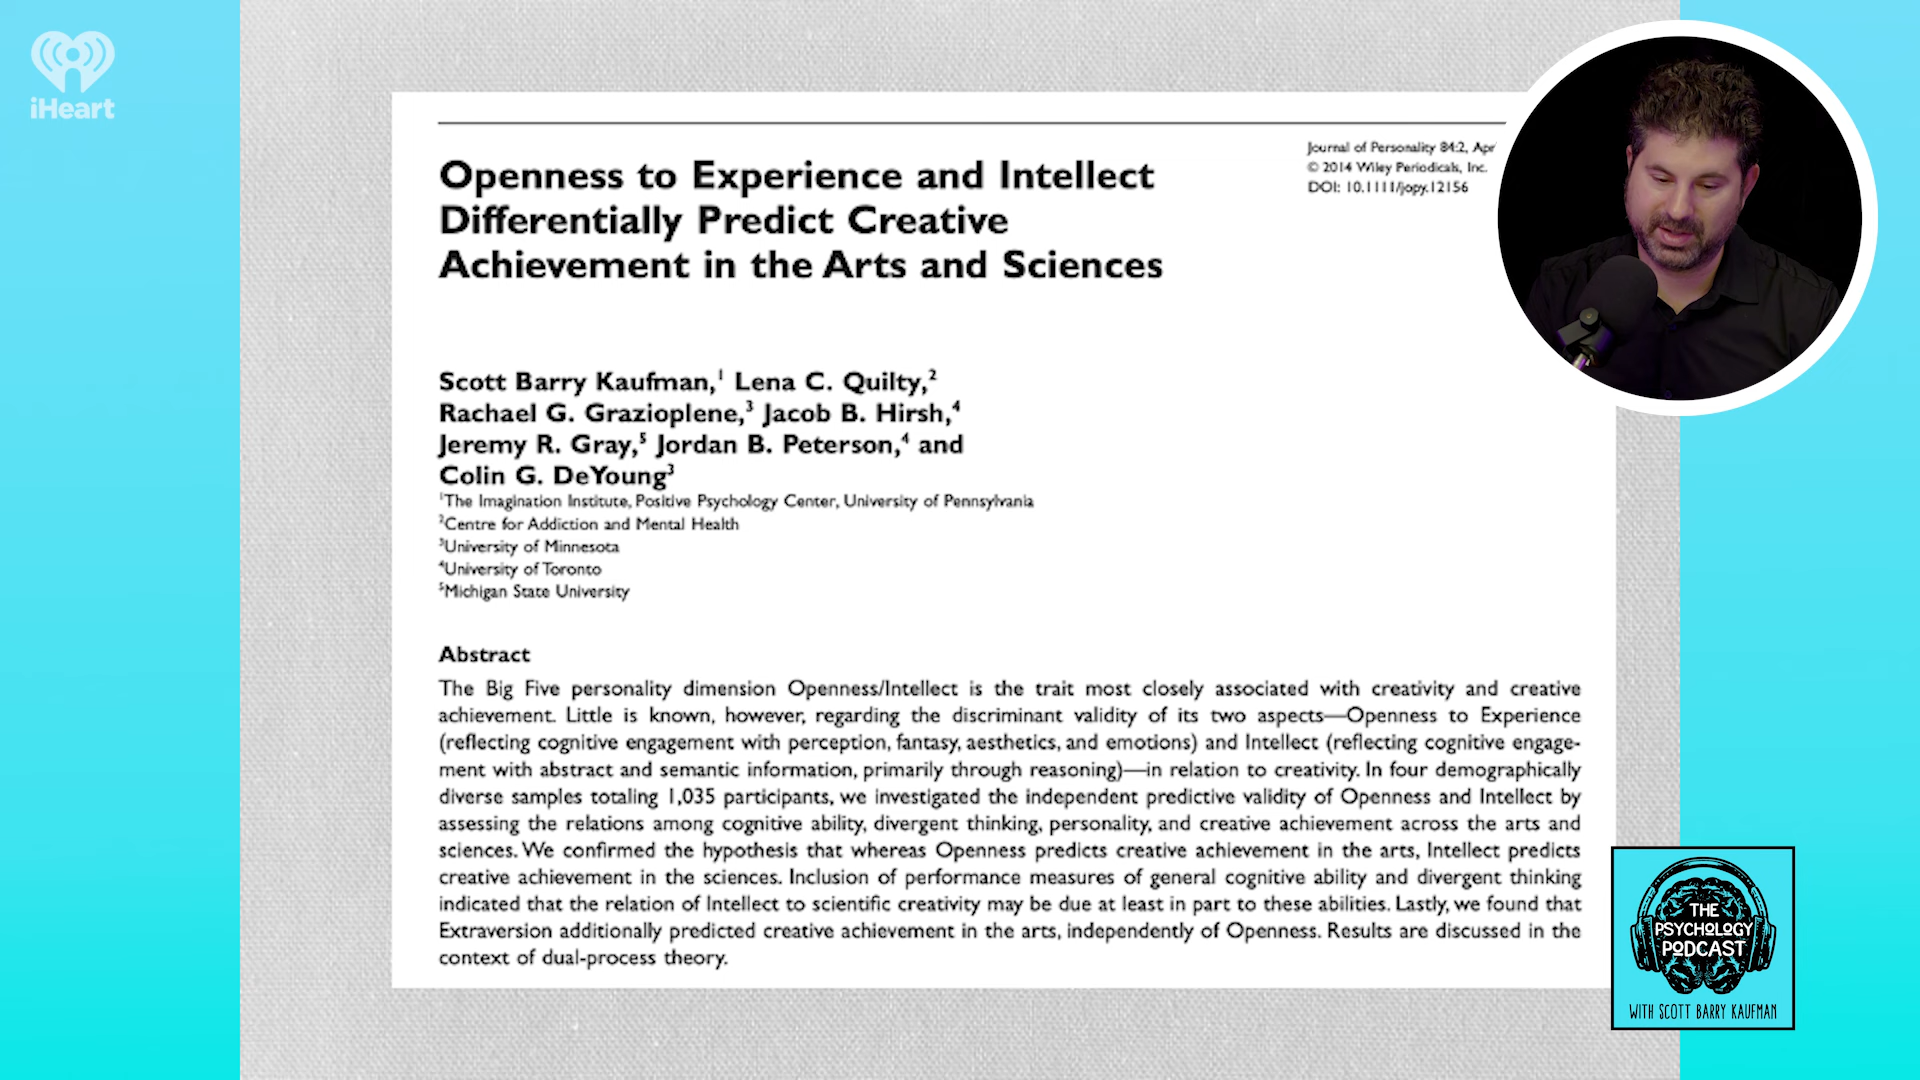 iHeart
Journal of Personality 84:2, Apr
© 2014 Wiley Periodicals, Inc.
DOI: 10.1111/jopy.12156
Openness to Experience and Intellect
Differentially Predict Creative
Achievement in the Arts and Sciences
Scott Barry Kaufman,¹ Lena C. Quilty,²
Rachael G. Grazioplene,³ Jacob B. Hirsh,⁴
Jeremy R. Gray,⁵ Jordan B. Peterson,⁴ and
Colin G. DeYoung³
¹The Imagination Institute, Positive Psychology Center, University of Pennsylvania
²Centre for Addiction and Mental Health
³University of Minnesota
⁴University of Toronto
⁵Michigan State University
Abstract
The Big Five personality dimension Openness/Intellect is the trait most closely associated with creativity and creative
achievement. Little is known, however, regarding the discriminant validity of its two aspects—Openness to Experience
(reflecting cognitive engagement with perception, fantasy, aesthetics, and emotions) and Intellect (reflecting cognitive engage-
ment with abstract and semantic information, primarily through reasoning)—in relation to creativity. In four demographically
diverse samples totaling 1,035 participants, we investigated the independent predictive validity of Openness and Intellect by
assessing the relations among cognitive ability, divergent thinking, personality, and creative achievement across the arts and
sciences. We confirmed the hypothesis that whereas Openness predicts creative achievement in the arts, Intellect predicts
creative achievement in the sciences. Inclusion of performance measures of general cognitive ability and divergent thinking
indicated that the relation of Intellect to scientific creativity may be due at least in part to these abilities. Lastly, we found that
Extraversion additionally predicted creative achievement in the arts, independently of Openness. Results are discussed in the
context of dual-process theory.
THE
PSYCHOLOGY
PODCAST
WITH SCOTT BARRY KAUFMAN